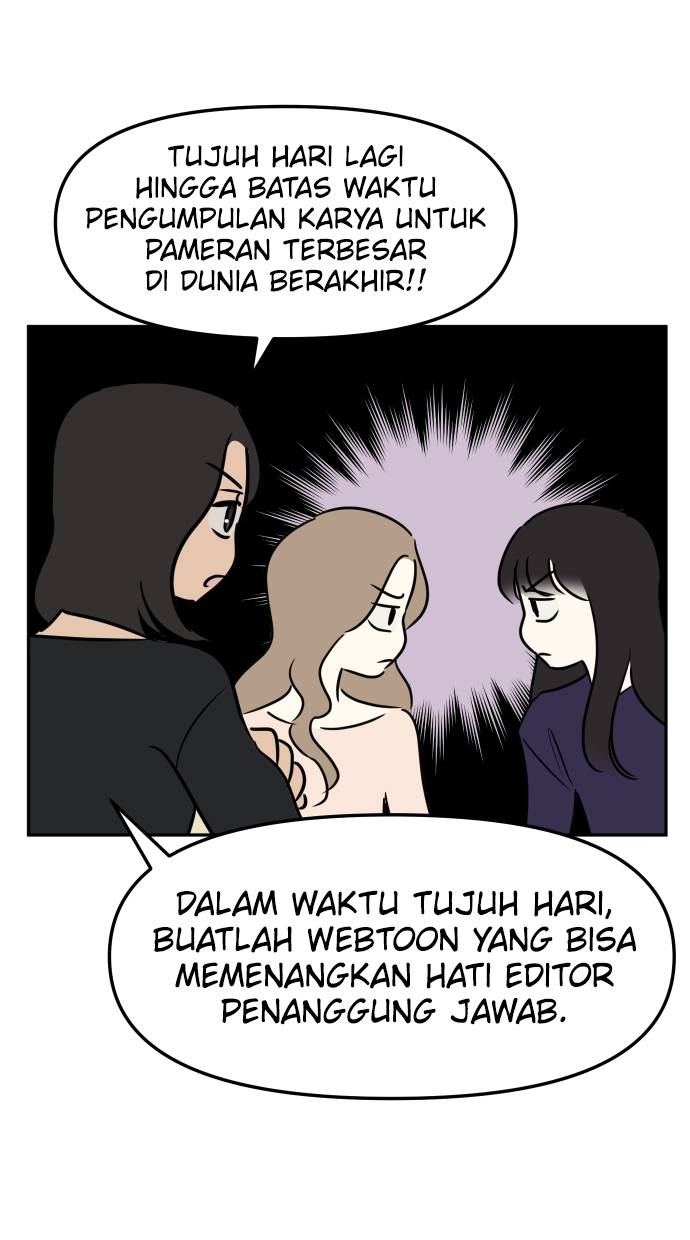 TUJUH HARI LAGI
HINGGA BATAS WAKTU
PENGUMPULAN KARYA UNTUK
PAMERAN TERBESAR
DI DUNIA BERAKHIR!!
DALAM WAKTU TUJUH HARI,
BUATLAH WEBTOON YANG BISA
MEMENANGKAN HATI EDITOR
PENANGGUNG JAWAB.